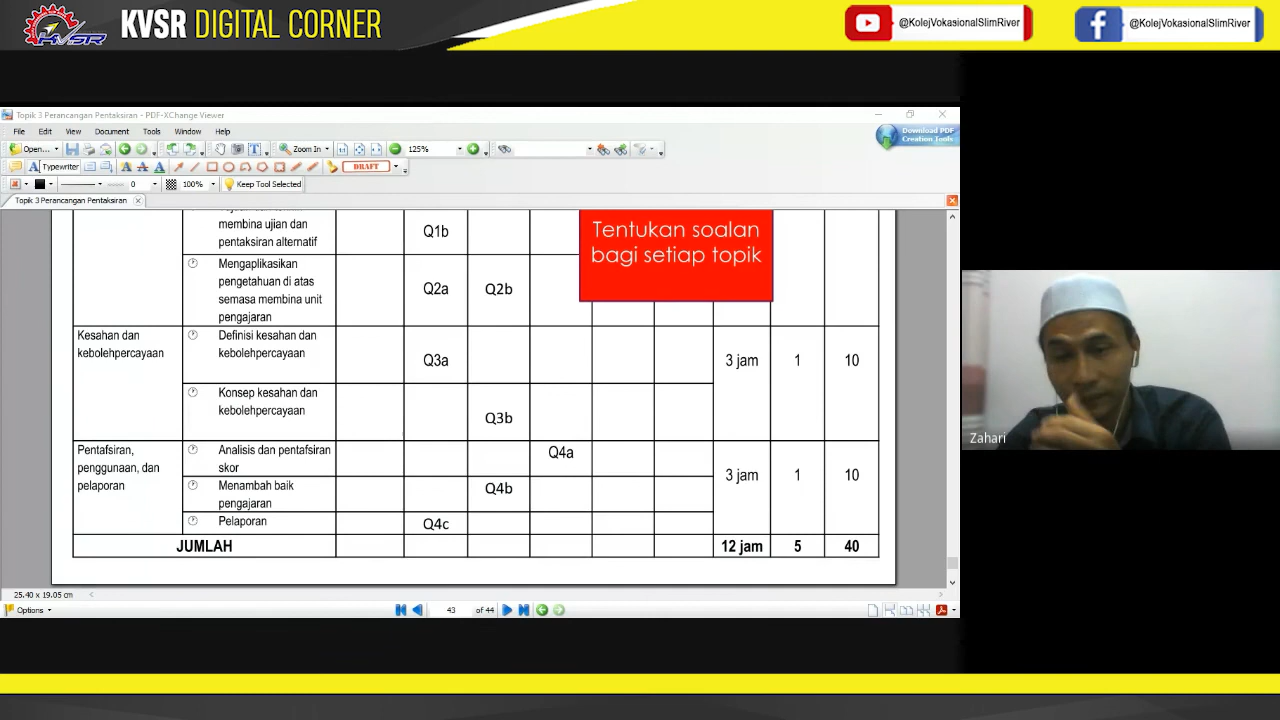 KVSR DIGITAL CORNER
@KolejVokasionalSlimRiver
@KolejVokasionalSlimRiver
KVSR
Topik 3 Perancangan Pentaksiran - PDF-XChange Viewer
File Edit View Document Tools Window Help
Download PDF
Creation Tools
Open...
Zoom In
125%
Typewriter
DRAFT
0
100%
Keep Tool Selected
Topik 3 Perancangan Pentaksiran
membina ujian dan
pentaksiran alternatif
Q1b
Tentukan soalan
bagi setiap topik
Mengaplikasikan
pengetahuan di atas
semasa membina unit
pengajaran
Q2a
Q2b
Kesahan dan
kebolehpercayaan
Definisi kesahan dan
kebolehpercayaan
Q3a
3 jam
1
10
Konsep kesahan dan
kebolehpercayaan
Q3b
Pentafsiran,
penggunaan, dan
pelaporan
Analisis dan pentafsiran
skor
Q4a
3 jam
1
10
Menambah baik
pengajaran
Q4b
Pelaporan
Q4c
JUMLAH
12 jam
5
40
Zahari
25.40 x 19.05 cm
Options
43
of 44